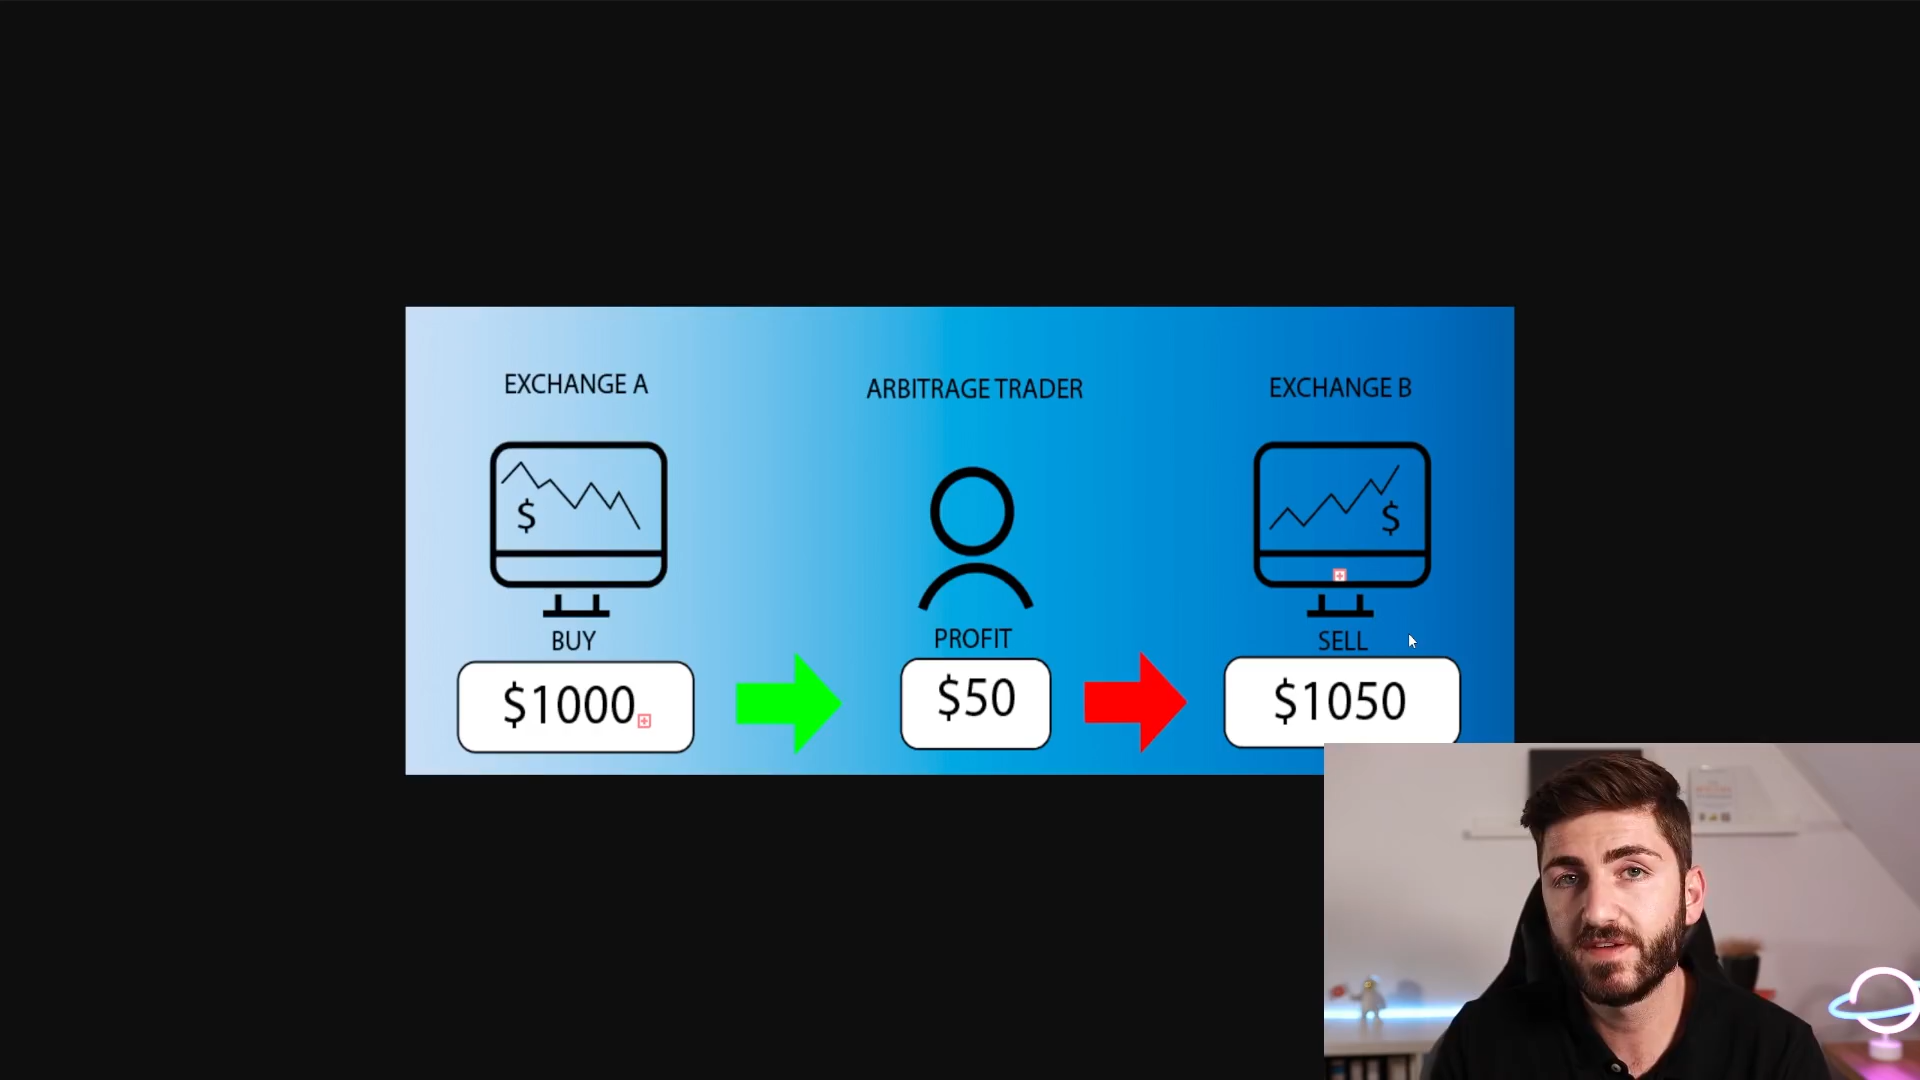 EXCHANGE A
ARBITRAGE TRADER
EXCHANGE B
$
$
BUY
PROFIT
SELL
$1000
$50
$1050